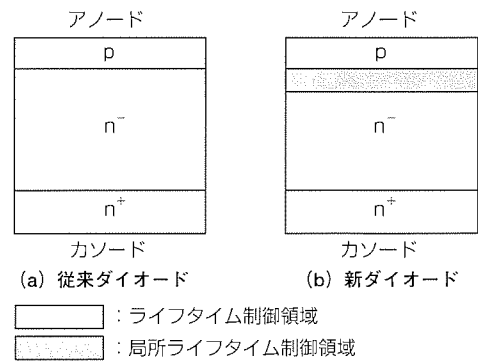 アノード
p
n⁻
n⁺
カソード
(a) 従来ダイオード
アノード
p
n⁻
n⁺
カソード
(b) 新ダイオード
：ライフタイム制御領域
：局所ライフタイム制御領域